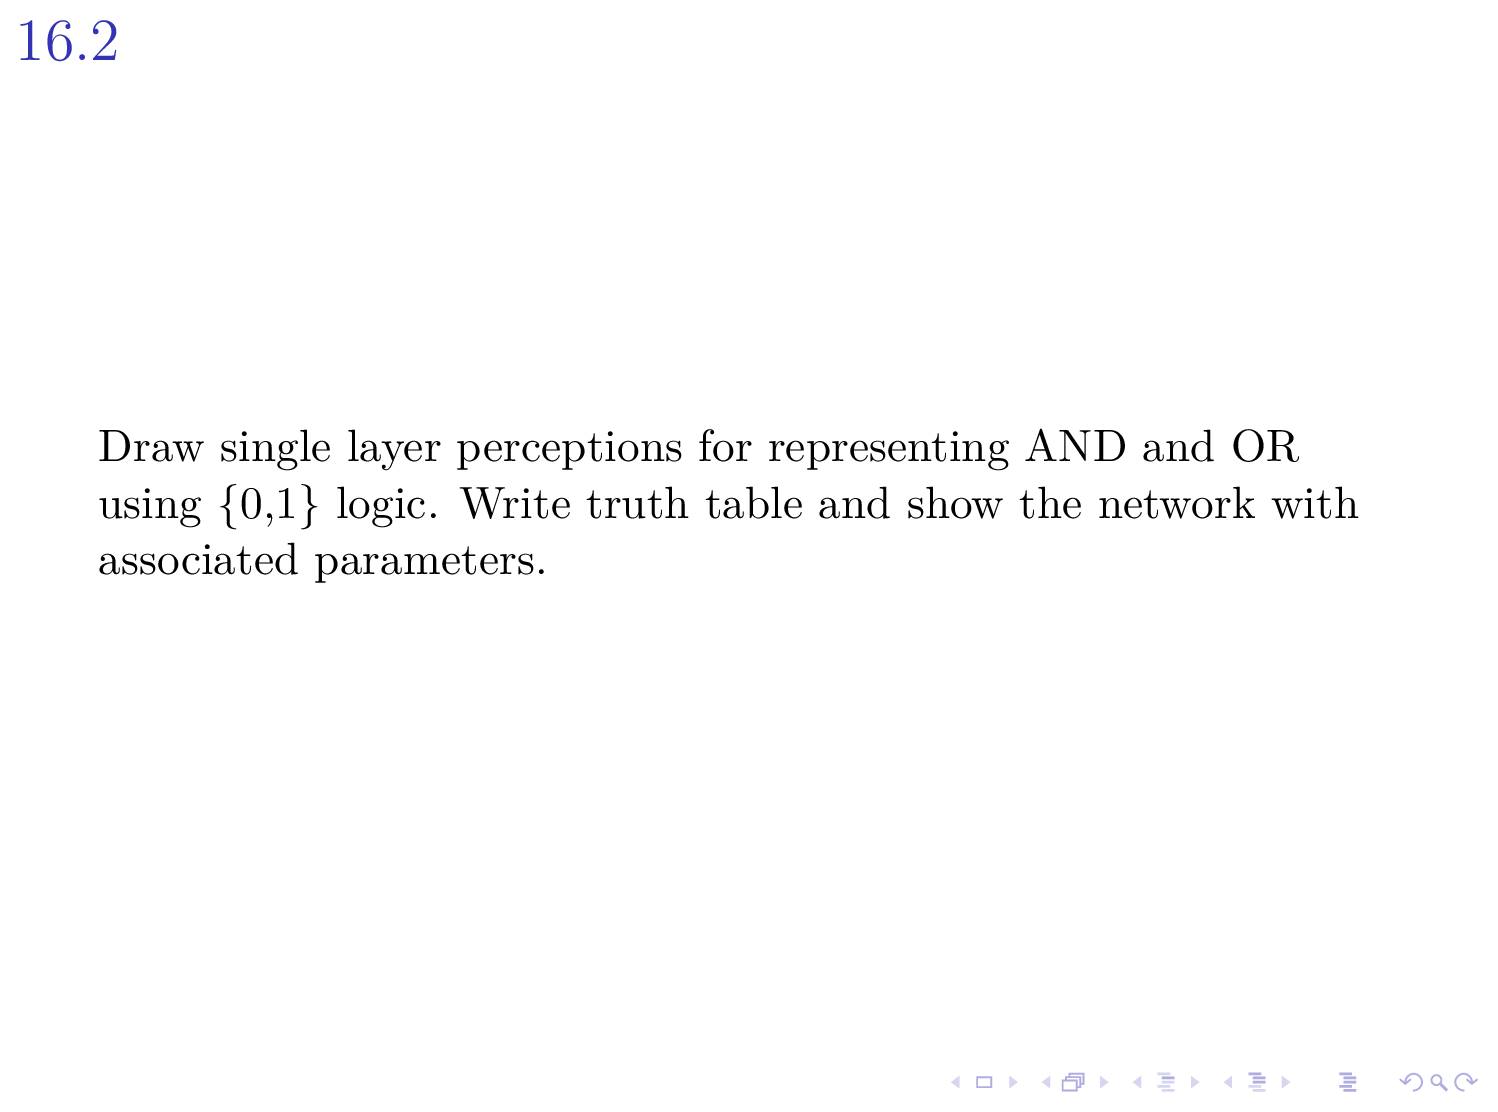 16.2
Draw single layer perceptions for representing AND and OR
using {0,1} logic. Write truth table and show the network with
associated parameters.